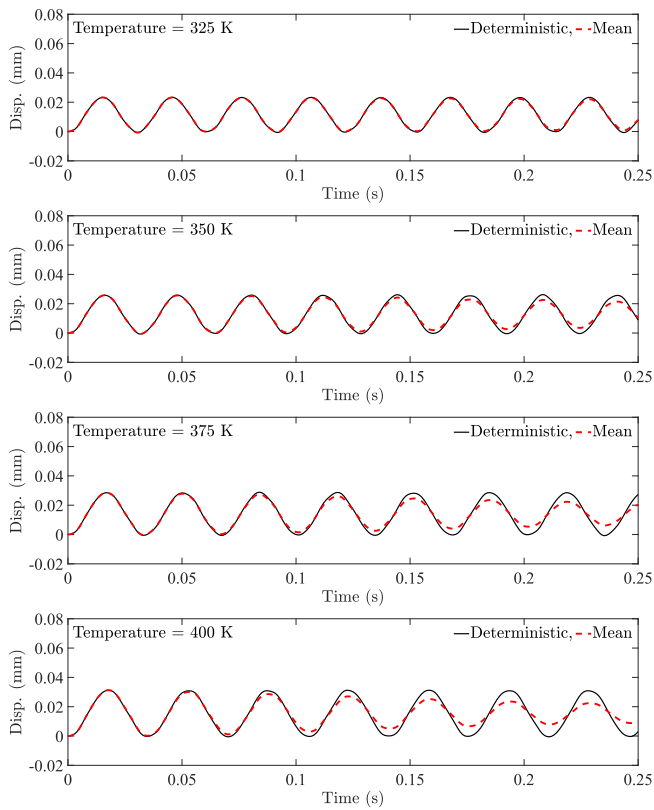 0.08
Temperature = 325 K
Deterministic, Mean
0.06
0.04
0.02
0
-0.02
Disp. (mm)
0 0.05 0.1 0.15 0.2 0.25
Time (s)
0.08
Temperature = 350 K
Deterministic, Mean
0.06
0.04
0.02
0
-0.02
Disp. (mm)
0 0.05 0.1 0.15 0.2 0.25
Time (s)
0.08
Temperature = 375 K
Deterministic, Mean
0.06
0.04
0.02
0
-0.02
Disp. (mm)
0 0.05 0.1 0.15 0.2 0.25
Time (s)
0.08
Temperature = 400 K
Deterministic, Mean
0.06
0.04
0.02
0
-0.02
Disp. (mm)
0 0.05 0.1 0.15 0.2 0.25
Time (s)